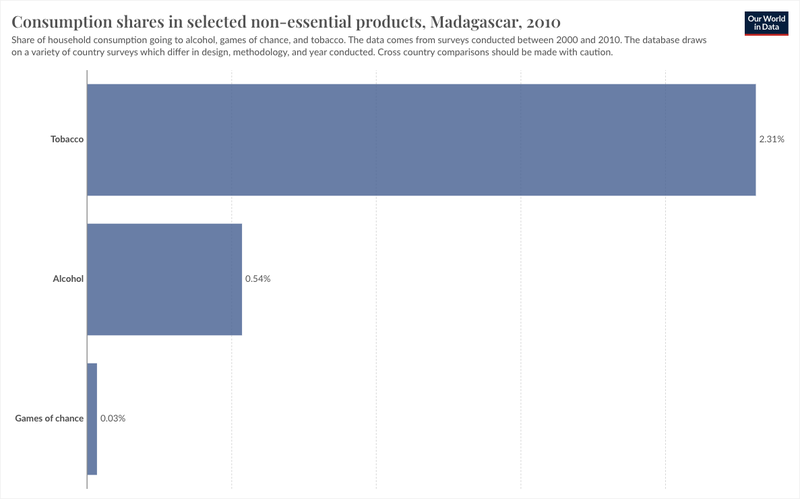 Consumption shares in selected non-essential products, Madagascar, 2010
Our World
in Data
Share of household consumption going to alcohol, games of chance, and tobacco. The data comes from surveys conducted between 2000 and 2010. The database draws
on a variety of country surveys which differ in design, methodology, and year conducted. Cross country comparisons should be made with caution.
Tobacco
2.31%
Alcohol
0.54%
Games of chance
0.03%